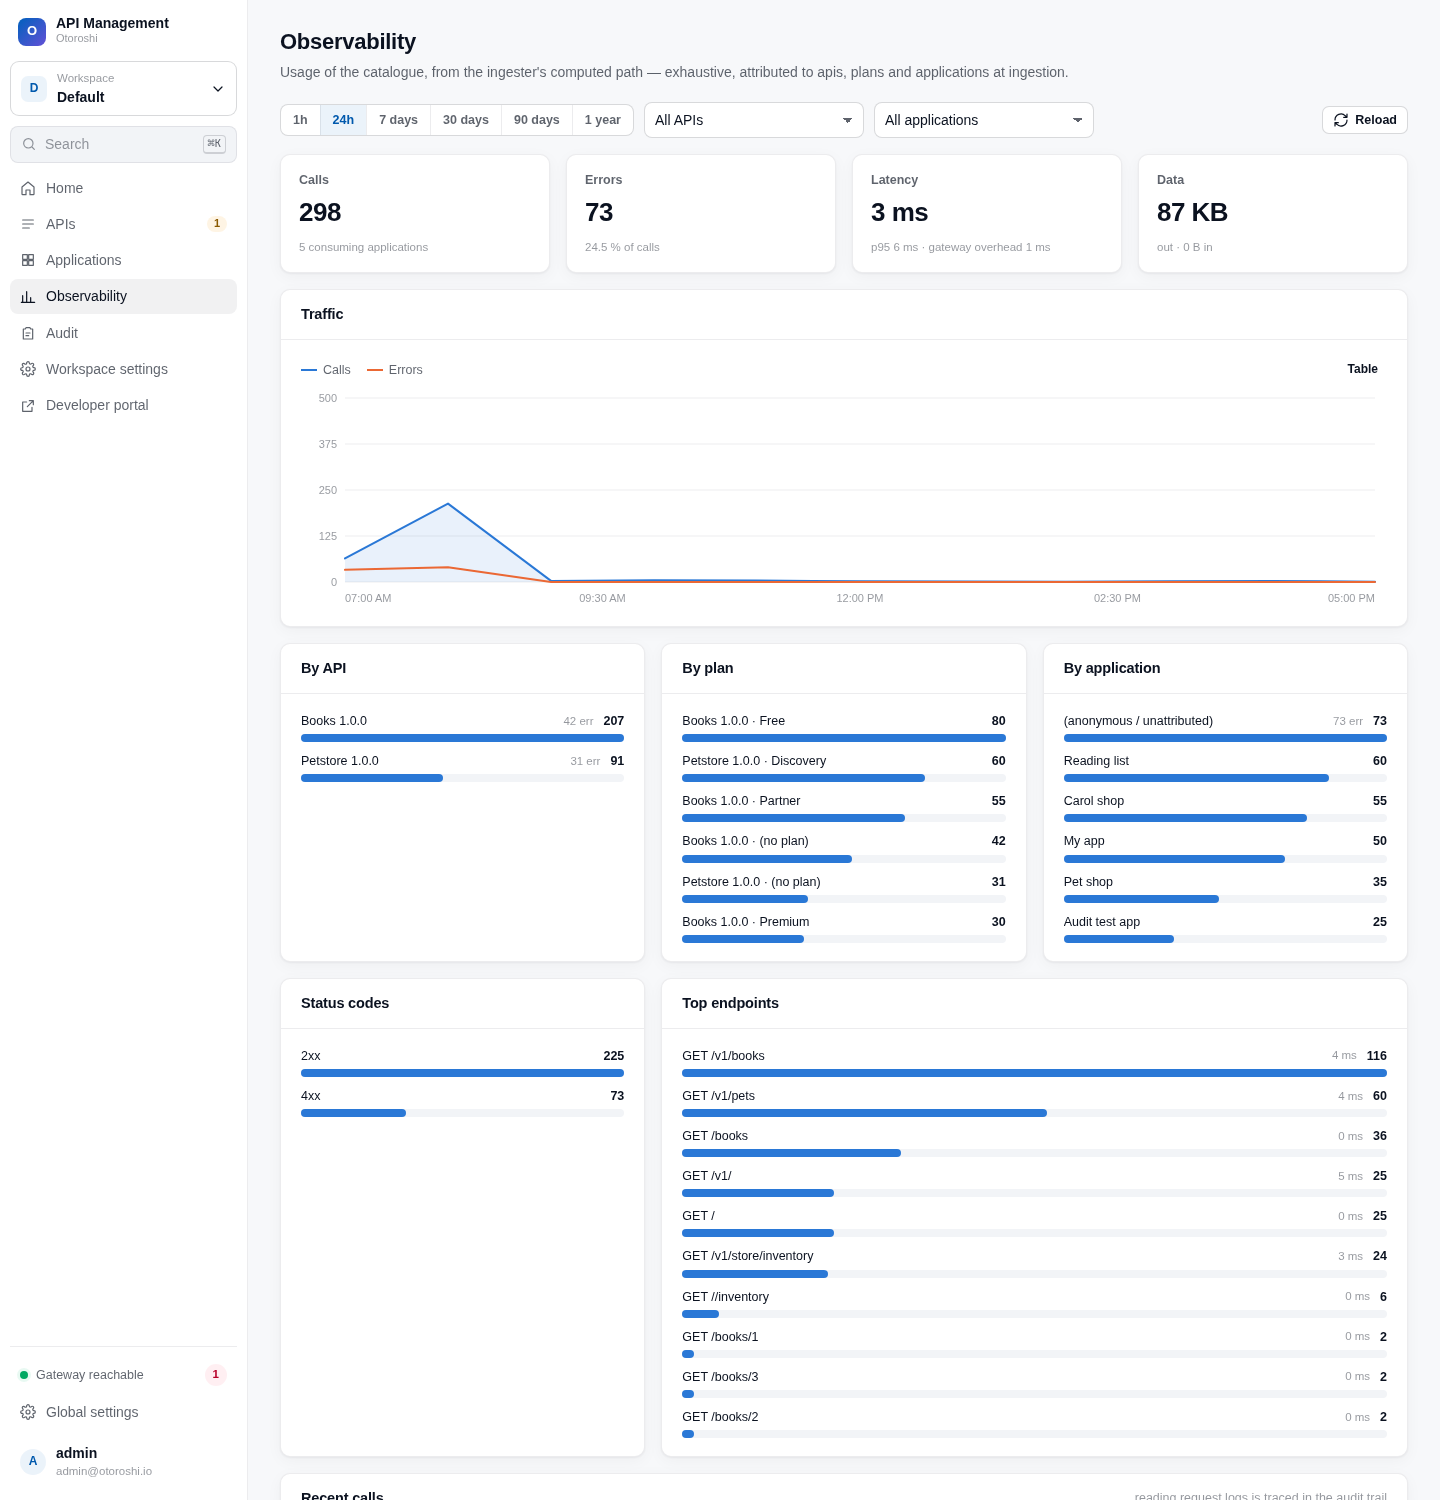 O
API Management
Otoroshi
D
Workspace
Default
Search
⌘K
Home
APIs
1
Applications
Observability
Audit
Workspace settings
Developer portal
Gateway reachable
1
Global settings
A
admin
admin@otoroshi.io
Observability
Usage of the catalogue, from the ingester's computed path — exhaustive, attributed to apis, plans and applications at ingestion.
1h 24h 7 days 30 days 90 days 1 year
All APIs
All applications
Reload
Calls
298
5 consuming applications
Errors
73
24.5 % of calls
Latency
3 ms
p95 6 ms · gateway overhead 1 ms
Data
87 KB
out · 0 B in
Traffic
Calls Errors
Table
500
375
250
125
0
07:00 AM 09:30 AM 12:00 PM 02:30 PM 05:00 PM
By API
Books 1.0.0 42 err 207
Petstore 1.0.0 31 err 91
By plan
Books 1.0.0 · Free 80
Petstore 1.0.0 · Discovery 60
Books 1.0.0 · Partner 55
Books 1.0.0 · (no plan) 42
Petstore 1.0.0 · (no plan) 31
Books 1.0.0 · Premium 30
By application
(anonymous / unattributed) 73 err 73
Reading list 60
Carol shop 55
My app 50
Pet shop 35
Audit test app 25
Status codes
2xx 225
4xx 73
Top endpoints
GET /v1/books 4 ms 116
GET /v1/pets 4 ms 60
GET /books 0 ms 36
GET /v1/ 5 ms 25
GET / 0 ms 25
GET /v1/store/inventory 3 ms 24
GET //inventory 0 ms 6
GET /books/1 0 ms 2
GET /books/3 0 ms 2
GET /books/2 0 ms 2
Recent calls
reading request logs is traced in the audit trail